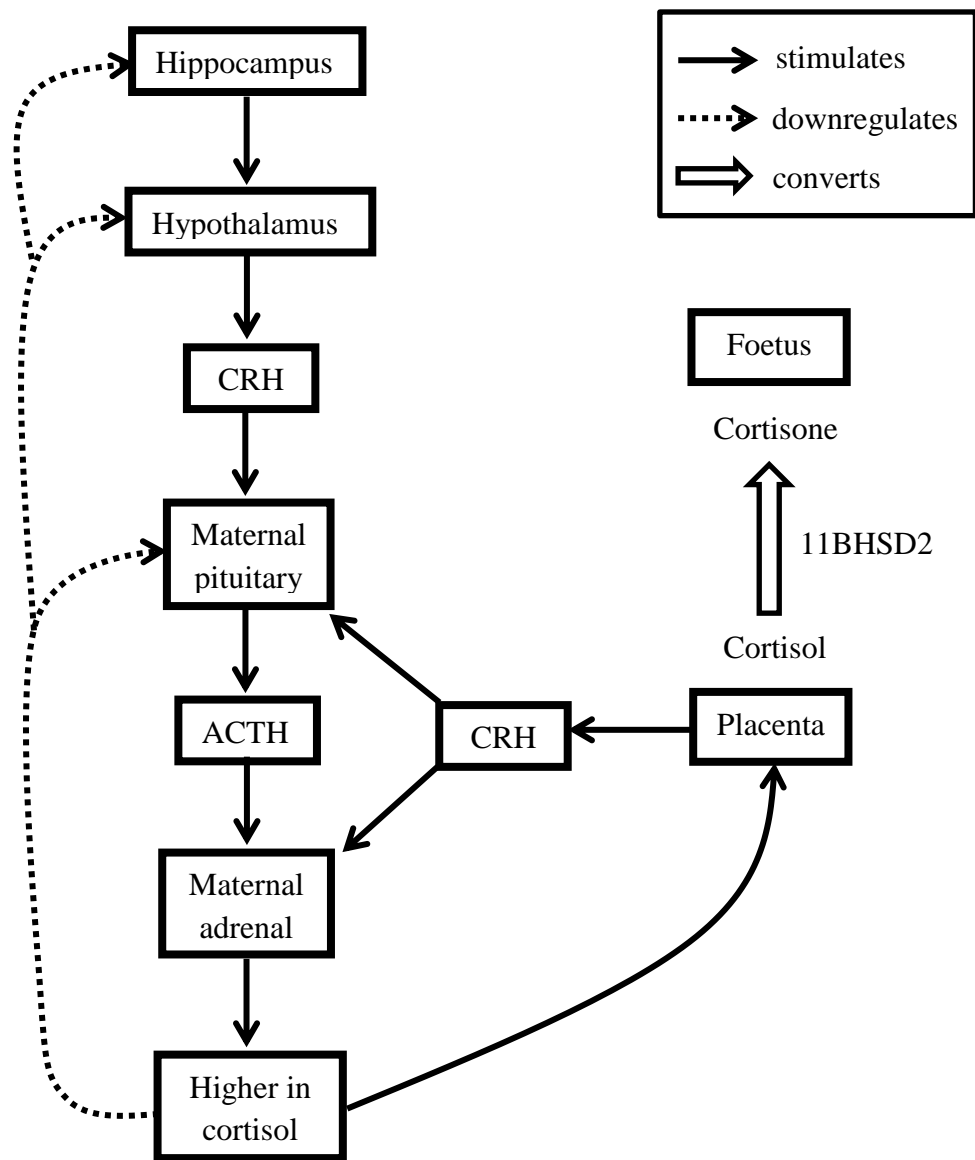 Hippocampus
stimulates
downregulates
converts
Hypothalamus
Foetus
CRH
Cortisone
Maternal
pituitary
11BHSD2
Cortisol
ACTH
CRH
Placenta
Maternal
adrenal
Higher in
cortisol